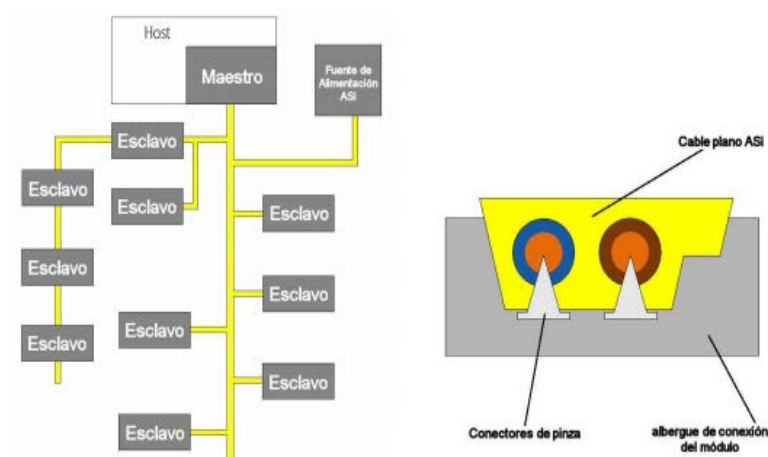 Host
Maestro
Fuente de
Alimentación
ASI
Esclavo
Esclavo
Esclavo
Esclavo
Esclavo
Esclavo
Esclavo
Esclavo
Esclavo
Esclavo
Cable plano ASi
Conectores de pinza
albergue de conexión
del módulo